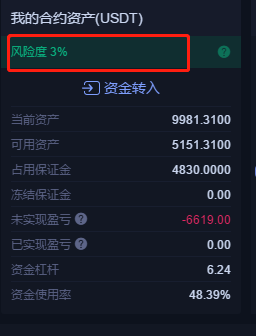 我的合约资产(USDT)
风险度 3%
资金转入
当前资产 9981.3100
可用资产 5151.3100
占用保证金 4830.0000
冻结保证金 0.00
未实现盈亏 -6619.00
已实现盈亏 0.00
资金杠杆 6.24
资金使用率 48.39%